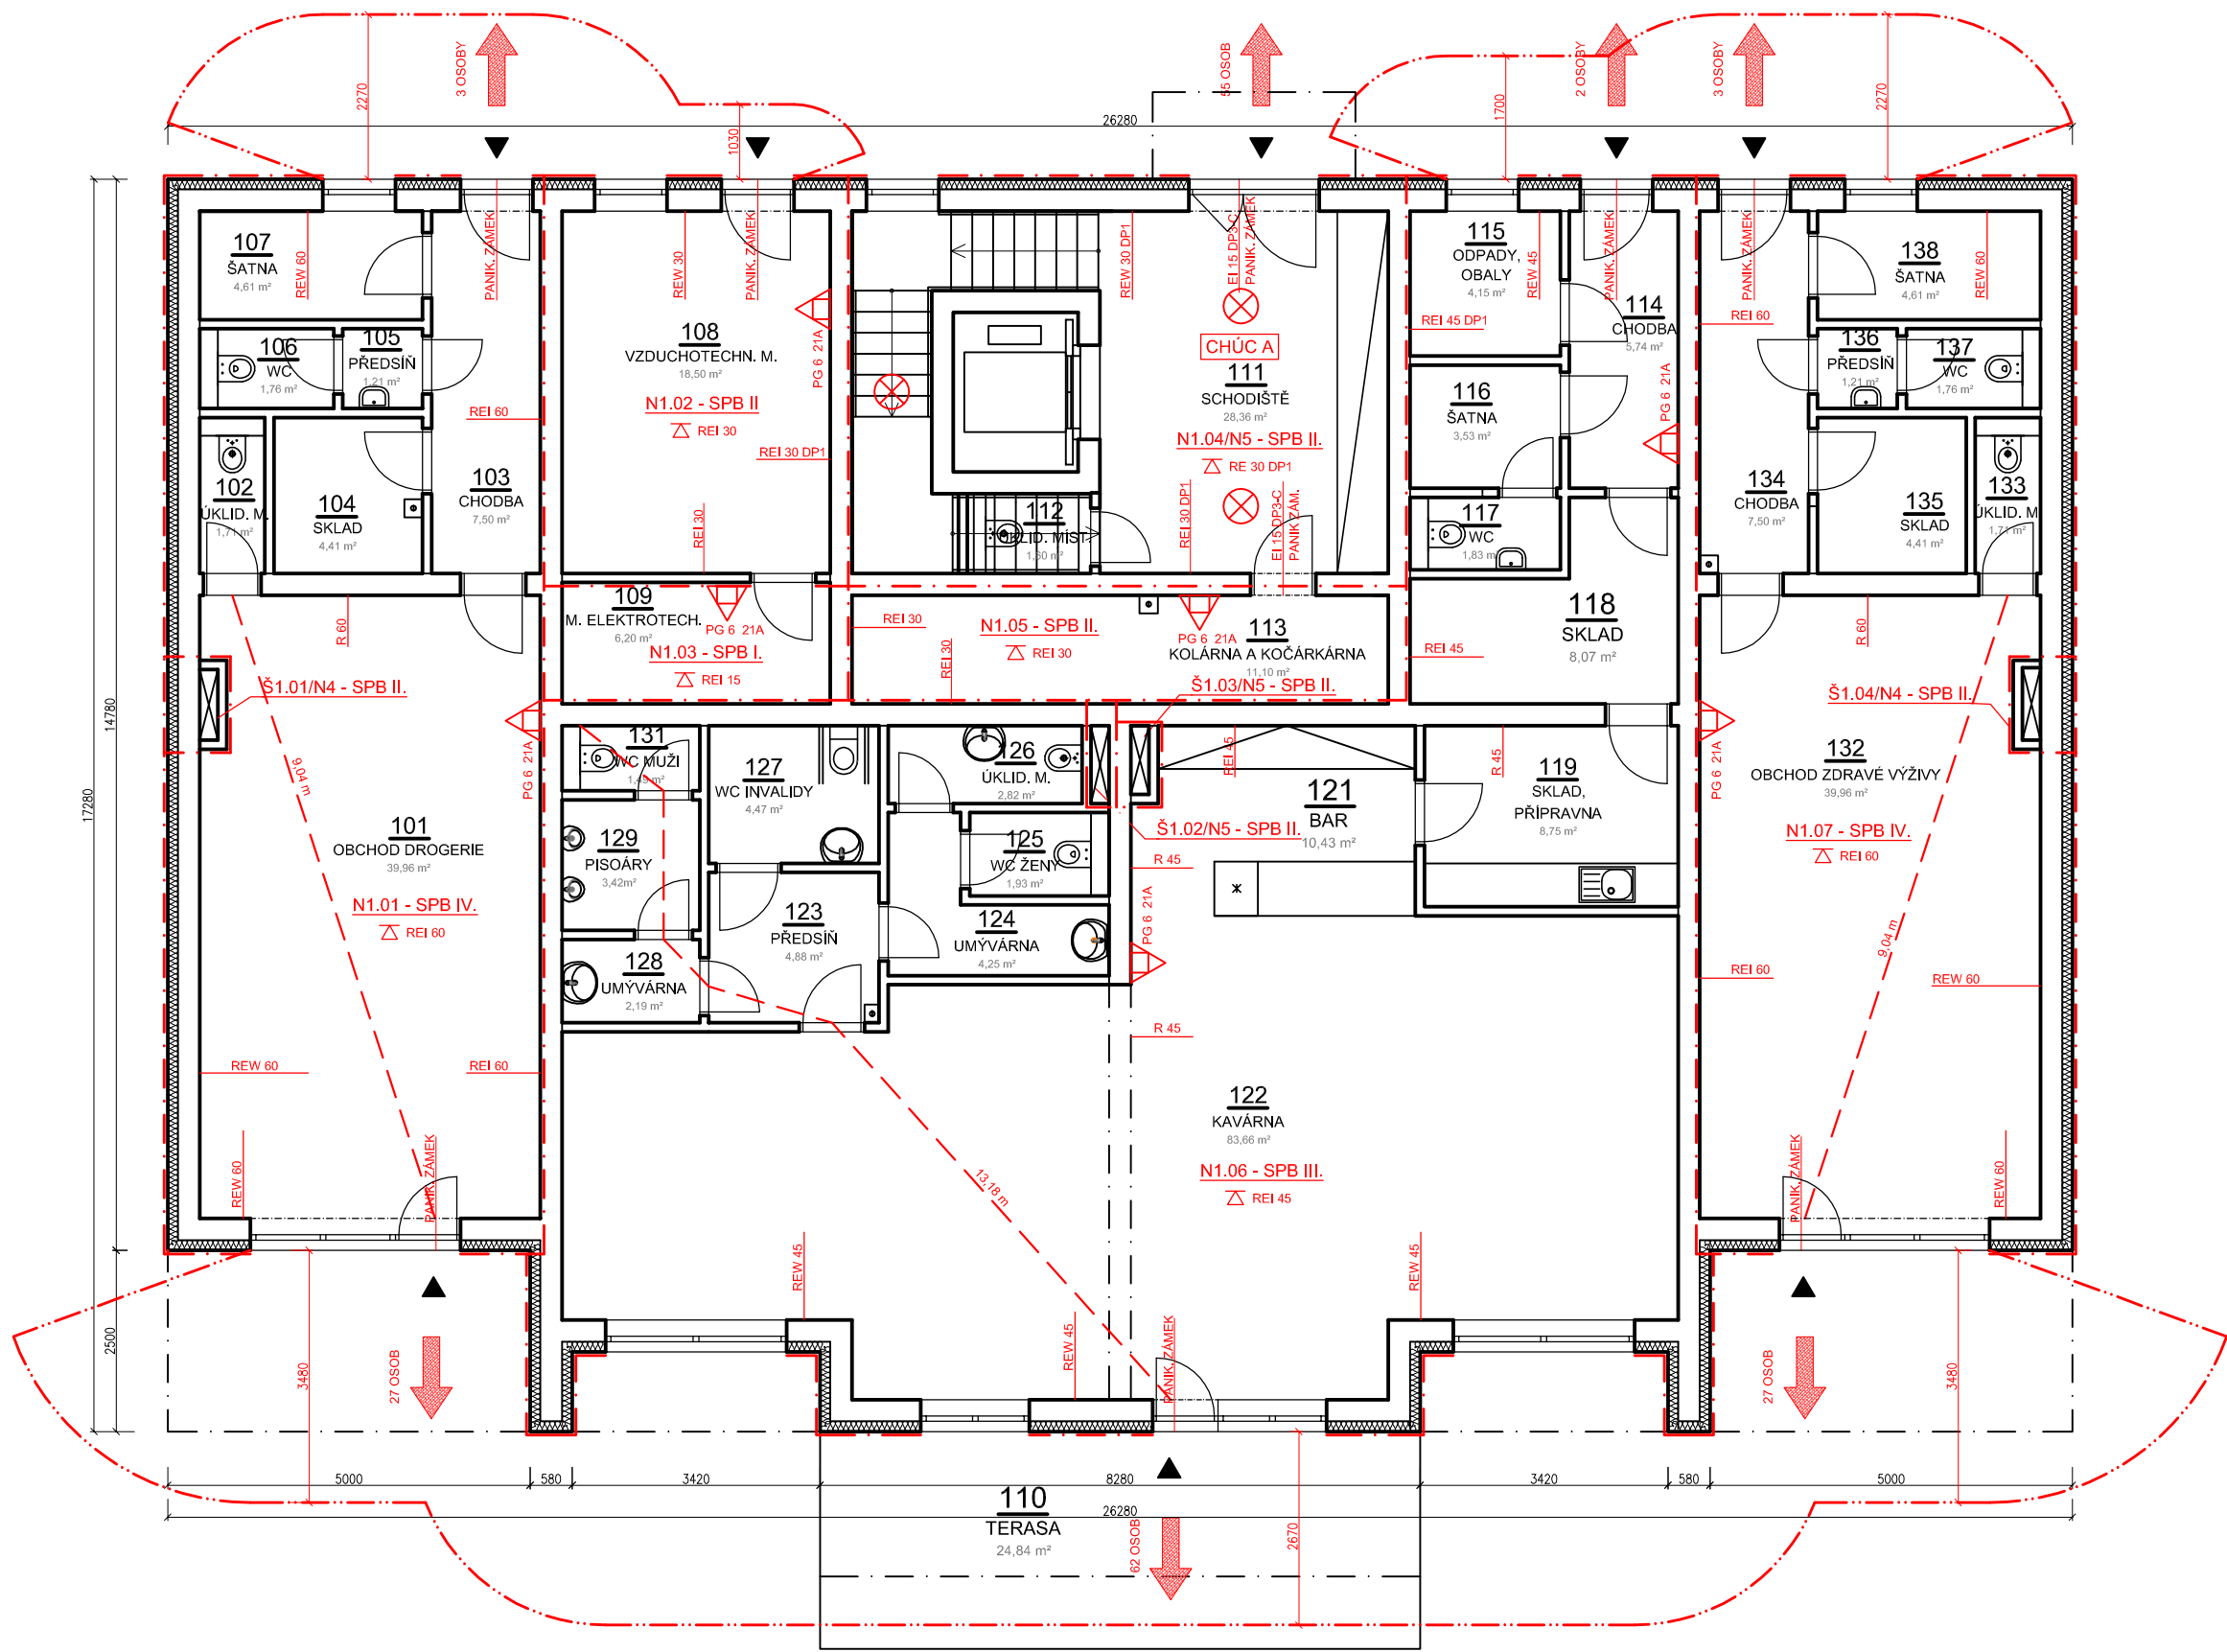 3 OSOBY
55 OSOB
2 OSOBY
3 OSOBY
2270
1030
26280
1700
2270
107
ŠATNA
4,61 m²
REW 60
PANIK. ZÁMEK
REW 30
PANIK. ZÁMEK
REW 30 DP1
EI 15 DP3-C
PANIK. ZÁMEK
115
ODPADY,
OBALY
4,15 m²
REW 45
PANIK. ZÁMEK
PANIK. ZÁMEK
138
ŠATNA
4,61 m²
REW 60
106
WC
1,76 m²
105
PŘEDSÍŇ
1,21 m²
108
VZDUCHOTECHN. M.
18,50 m²
N1.02 - SPB II
REI 30
PG 6 21A
CHÚC A
111
SCHODIŠTĚ
28,36 m²
N1.04/N5 - SPB II.
RE 30 DP1
REI 45 DP1
114
CHODBA
5,74 m²
REI 60
136
PŘEDSÍŇ
1,21 m²
137
WC
1,76 m²
116
ŠATNA
3,53 m²
PG 6 21A
REI 60
REI 30 DP1
102
ÚKLID. M.
1,71 m²
104
SKLAD
4,41 m²
103
CHODBA
7,50 m²
REI 30
112
ÚKLID. MÍST.
1,60 m²
REI 30 DP1
EI 15 DP3-C
PANIK ZÁM.
117
WC
1,83 m
134
CHODBA
7,50 m²
135
SKLAD
4,41 m²
133
ÚKLID. M
1,71 m²
R 60
109
M. ELEKTROTECH.
6,20 m²
PG 6 21A
N1.03 - SPB I.
REI 15
REI 30
REI 30
N1.05 - SPB II.
REI 30
PG 6 21A
113
KOLÁRNA A KOČÁRKÁRNA
11,10 m²
REI 45
118
SKLAD
8,07 m²
R 60
Š1.01/N4 - SPB II.
Š1.03/N5 - SPB II.
Š1.04/N4 - SPB II.
14780
17280
9,04 m
PG 6 21A
131
WC MUŽI
127
WC INVALIDY
4,47 m²
126
ÚKLID. M.
2,82 m²
REI 45
121
BAR
10,43 m²
R 45
119
SKLAD,
PŘÍPRAVNA
8,75 m²
PG 6 21A
132
OBCHOD ZDRAVÉ VÝŽIVY
39,96 m²
N1.07 - SPB IV.
REI 60
101
OBCHOD DROGERIE
39,96 m²
N1.01 - SPB IV.
REI 60
129
PISOÁRY
3,42m²
125
WC ŽENY
1,93 m²
Š1.02/N5 - SPB II.
R 45
PG 6 21A
123
PŘEDSÍŇ
4,88 m²
124
UMÝVÁRNA
4,25 m²
128
UMÝVÁRNA
2,19 m²
9,04 m
REI 60
REW 60
R 45
REW 60
REI 60
122
KAVÁRNA
83,66 m²
N1.06 - SPB III.
REI 45
13,18 m
REW 60
PANIK. ZÁMEK
REW 45
REW 45
PANIK. ZÁMEK
REW 45
PANIK. ZÁMEK
REW 60
2500
3480
27 OSOB
27 OSOB
3480
5000
580
3420
8280
3420
580
5000
26280
110
TERASA
24,84 m²
62 OSOB
2670